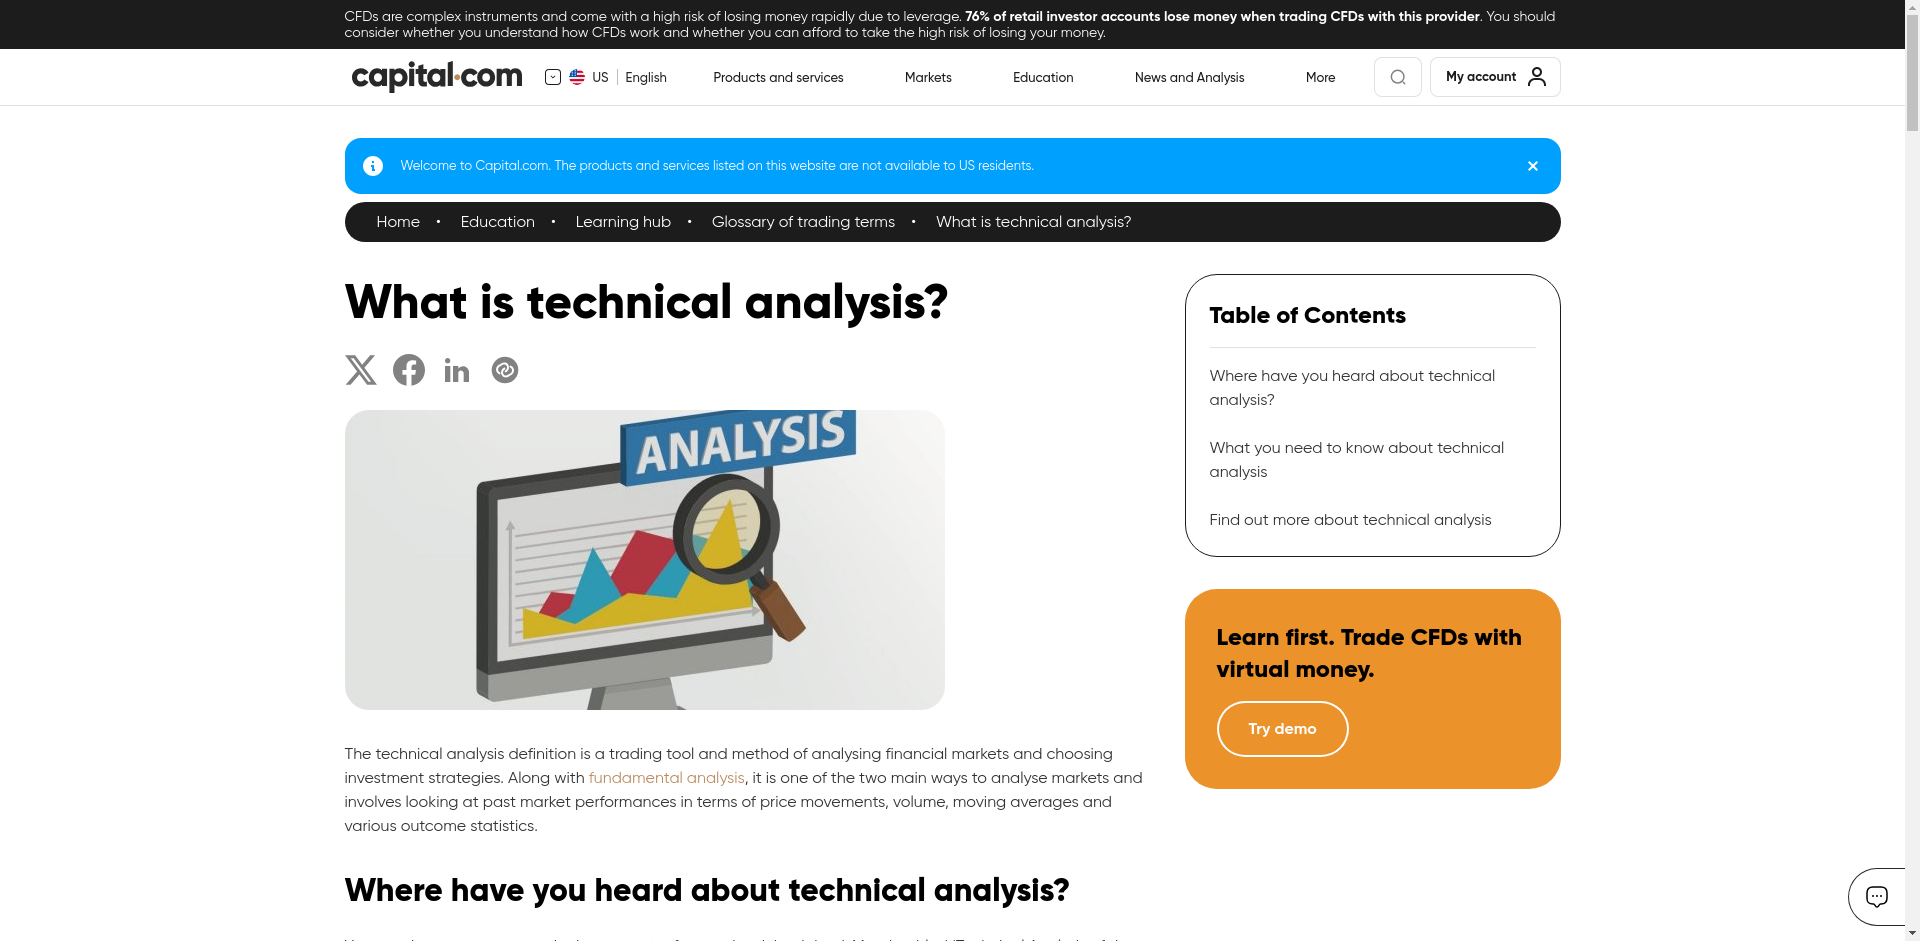 CFDs are complex instruments and come with a high risk of losing money rapidly due to leverage. 76% of retail investor accounts lose money when trading CFDs with this provider. You should
consider whether you understand how CFDs work and whether you can afford to take the high risk of losing your money.
capital.com
US
English
Products and services
Markets
Education
News and Analysis
More
My account
Welcome to Capital.com. The products and services listed on this website are not available to US residents.
Home • Education • Learning hub • Glossary of trading terms • What is technical analysis?
What is technical analysis?
ANALYSIS
The technical analysis definition is a trading tool and method of analysing financial markets and choosing
investment strategies. Along with fundamental analysis, it is one of the two main ways to analyse markets and
involves looking at past market performances in terms of price movements, volume, moving averages and
various outcome statistics.
Where have you heard about technical analysis?
Table of Contents
Where have you heard about technical
analysis?
What you need to know about technical
analysis
Find out more about technical analysis
Learn first. Trade CFDs with
virtual money.
Try demo